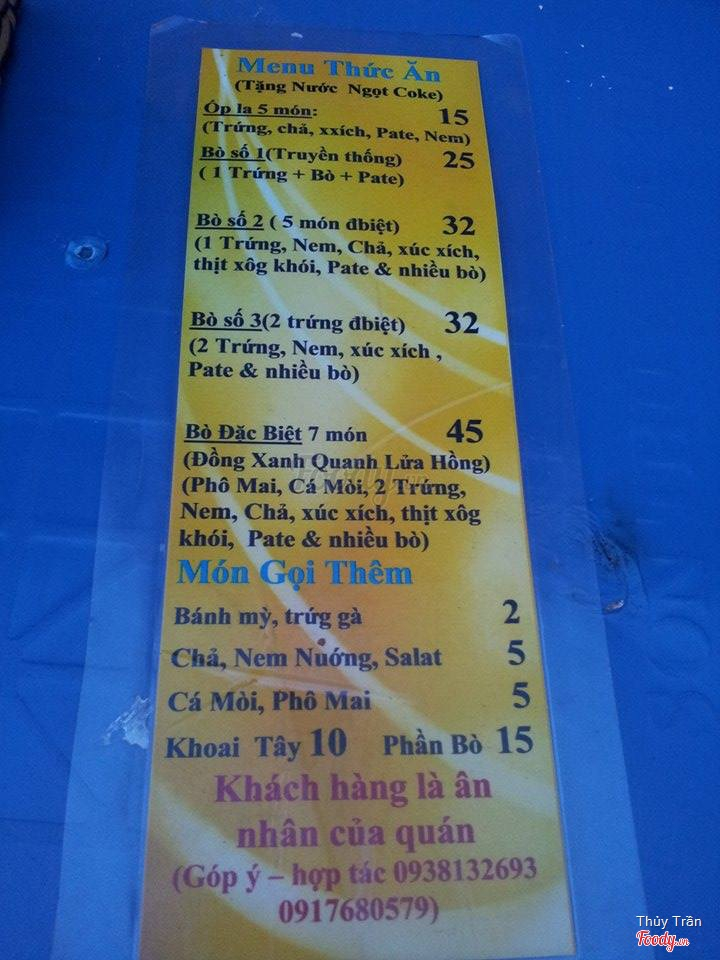 Menu Thức Ăn
(Tặng Nước Ngọt Coke)
Óp la 5 món: 15
(Trứng, chả, xxích, Pate, Nem)
Bò số 1(Truyền thống) 25
( 1 Trứng + Bò + Pate)
Bò số 2 ( 5 món đbiệt) 32
(1 Trứng, Nem, Chả, xúc xích,
thịt xôg khói, Pate & nhiều bò)
Bò số 3(2 trứng đbiệt) 32
(2 Trứng, Nem, xúc xích ,
Pate & nhiều bò)
Bò Đặc Biệt 7 món 45
(Đồng Xanh Quanh Lửa Hồng)
(Phô Mai, Cá Mòi, 2 Trứng,
Nem, Chả, xúc xích, thịt xôg
khói, Pate & nhiều bò)
Món Gọi Thêm
Bánh mỳ, trứg gà 2
Chả, Nem Nướng, Salat 5
Cá Mòi, Phô Mai 5
Khoai Tây 10 Phần Bò 15
Khách hàng là ân
nhân của quán
(Góp ý – hợp tác 0938132693
0917680579)
Thủy Trần
Foody.vn